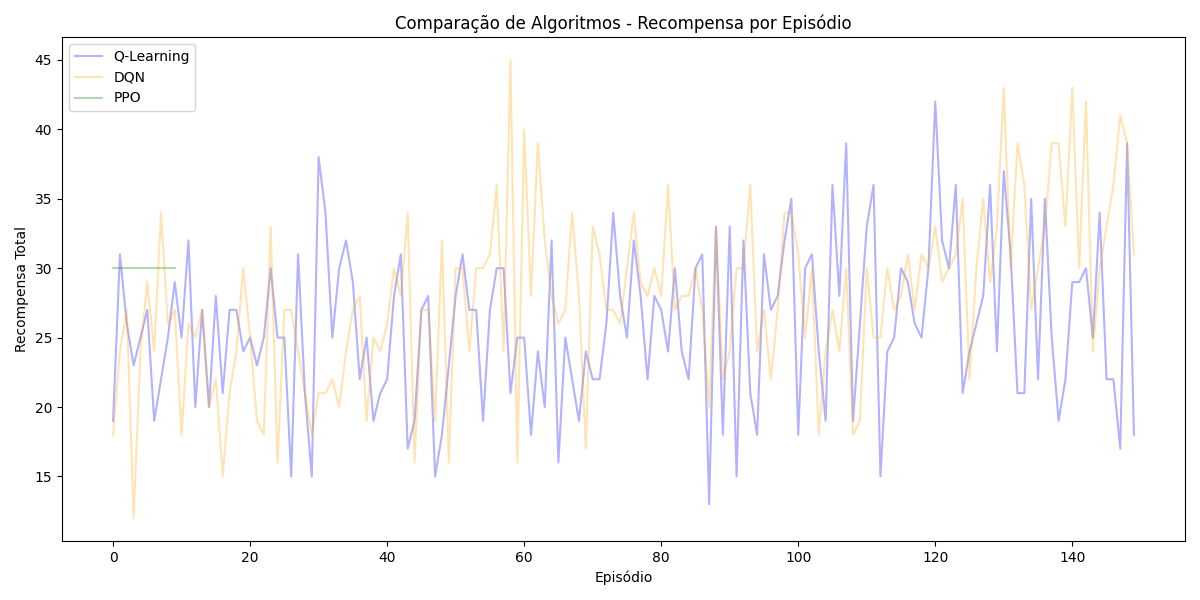 Comparação de Algoritmos - Recompensa por Episódio
Q-Learning
DQN
PPO
Recompensa Total
45
40
35
30
25
20
15
0
20
40
60
80
100
120
140
Episódio